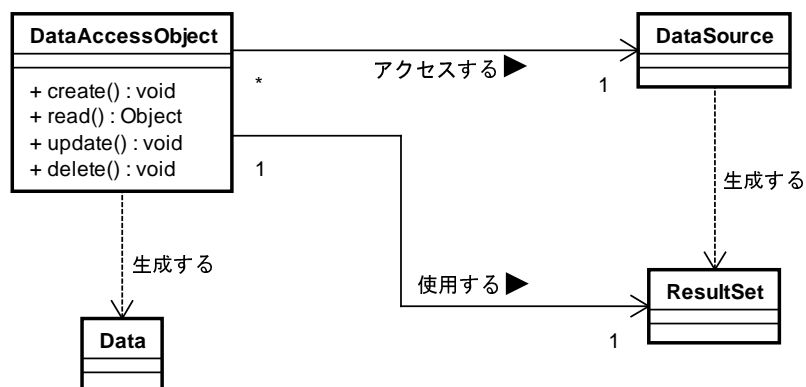 DataAccessObject
+ create() : void
+ read() : Object
+ update() : void
+ delete() : void
アクセスする ▶
*
1
DataSource
1
使用する ▶
1
生成する
ResultSet
生成する
Data